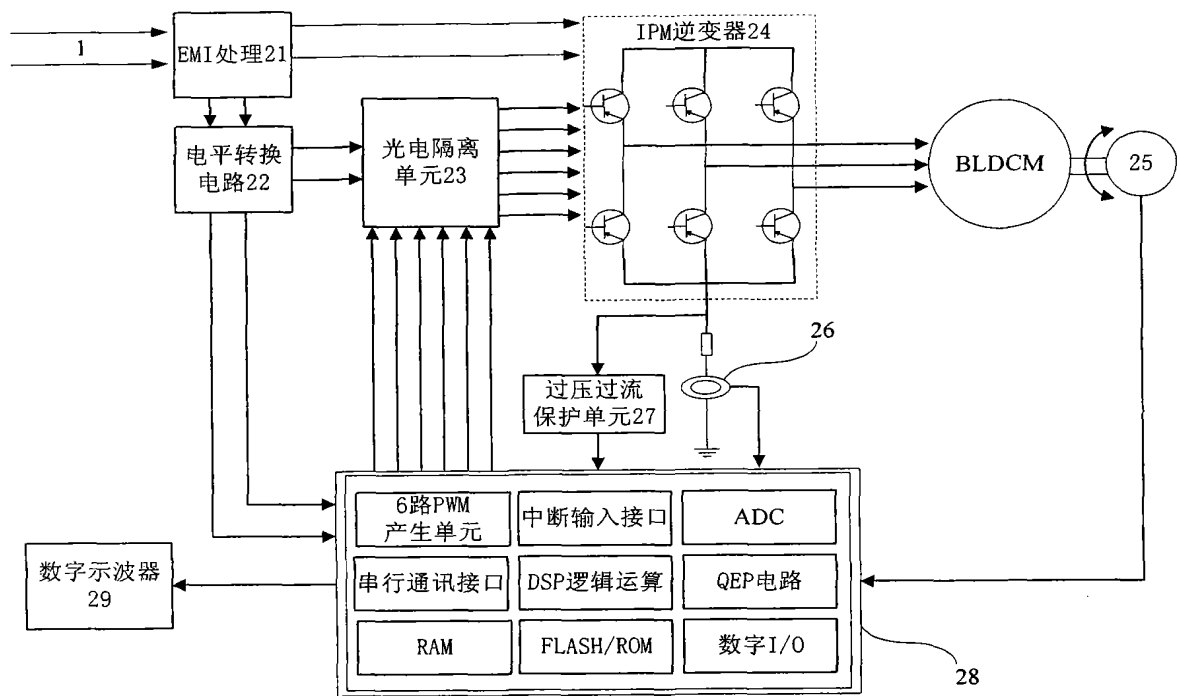 1
EMI处理21
IPM逆变器24
电平转换
电路22
光电隔离
单元23
BLDCM
25
26
过压过流
保护单元27
6路PWM
产生单元
中断输入接口
ADC
串行通讯接口
DSP逻辑运算
QEP电路
RAM
FLASH/ROM
数字I/O
数字示波器
29
28